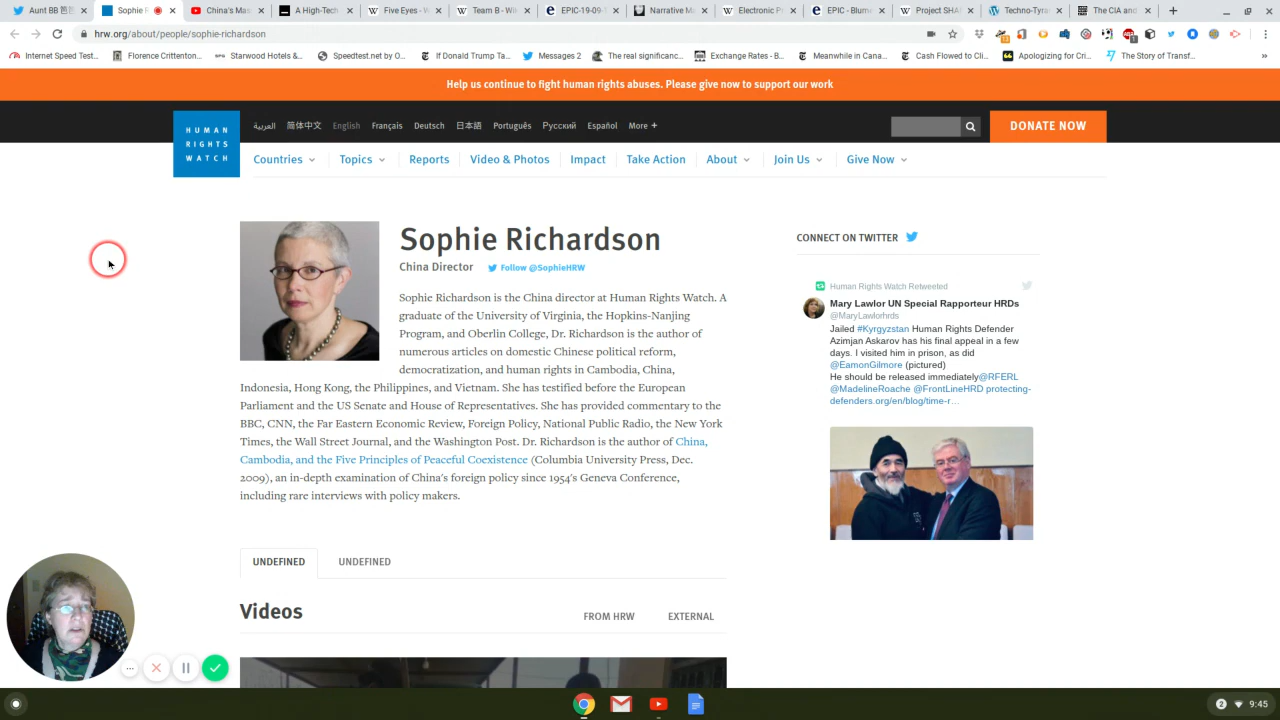 Aunt BB
Sophie R
China's Mas
A High-Tech
Five Eyes - W
Team B - Wi
EPIC-19-09-
Narrative M
Electronic P
EPIC - Blum
Project SHA
Techno-Tyra
The CIA and
hrw.org/about/people/sophie-richardson
Internet Speed Test...
Florence Crittenton...
Starwood Hotels &...
Speedtest.net by O...
If Donald Trump Ta...
Messages 2
The real significanc...
Exchange Rates - B...
Meanwhile in Cana...
Cash Flowed to Cli...
Apologizing for Cri...
The Story of Transf...
»
Help us continue to fight human rights abuses. Please give now to support our work
HUMAN
RIGHTS
WATCH
العربية 简体中文 English Français Deutsch 日本語 Português Русский Español More +
DONATE NOW
Countries Topics Reports Video & Photos Impact Take Action About Join Us Give Now
Sophie Richardson
China Director Follow @SophieHRW
Sophie Richardson is the China director at Human Rights Watch. A
graduate of the University of Virginia, the Hopkins-Nanjing
Program, and Oberlin College, Dr. Richardson is the author of
numerous articles on domestic Chinese political reform,
democratization, and human rights in Cambodia, China,
Indonesia, Hong Kong, the Philippines, and Vietnam. She has testified before the European
Parliament and the US Senate and House of Representatives. She has provided commentary to the
BBC, CNN, the Far Eastern Economic Review, Foreign Policy, National Public Radio, the New York
Times, the Wall Street Journal, and the Washington Post. Dr. Richardson is the author of China,
Cambodia, and the Five Principles of Peaceful Coexistence (Columbia University Press, Dec.
2009), an in-depth examination of China's foreign policy since 1954's Geneva Conference,
including rare interviews with policy makers.
CONNECT ON TWITTER
Human Rights Watch Retweeted
Mary Lawlor UN Special Rapporteur HRDs
@MaryLawlorhrds
Jailed #Kyrgyzstan Human Rights Defender
Azimjan Askarov has his final appeal in a few
days. I visited him in prison, as did
@EamonGilmore (pictured)
He should be released immediately@RFERL
@MadelineRoache @FrontLineHRD protecting-
defenders.org/en/blog/time-r…
UNDEFINED UNDEFINED
Videos
FROM HRW EXTERNAL
2 9:45